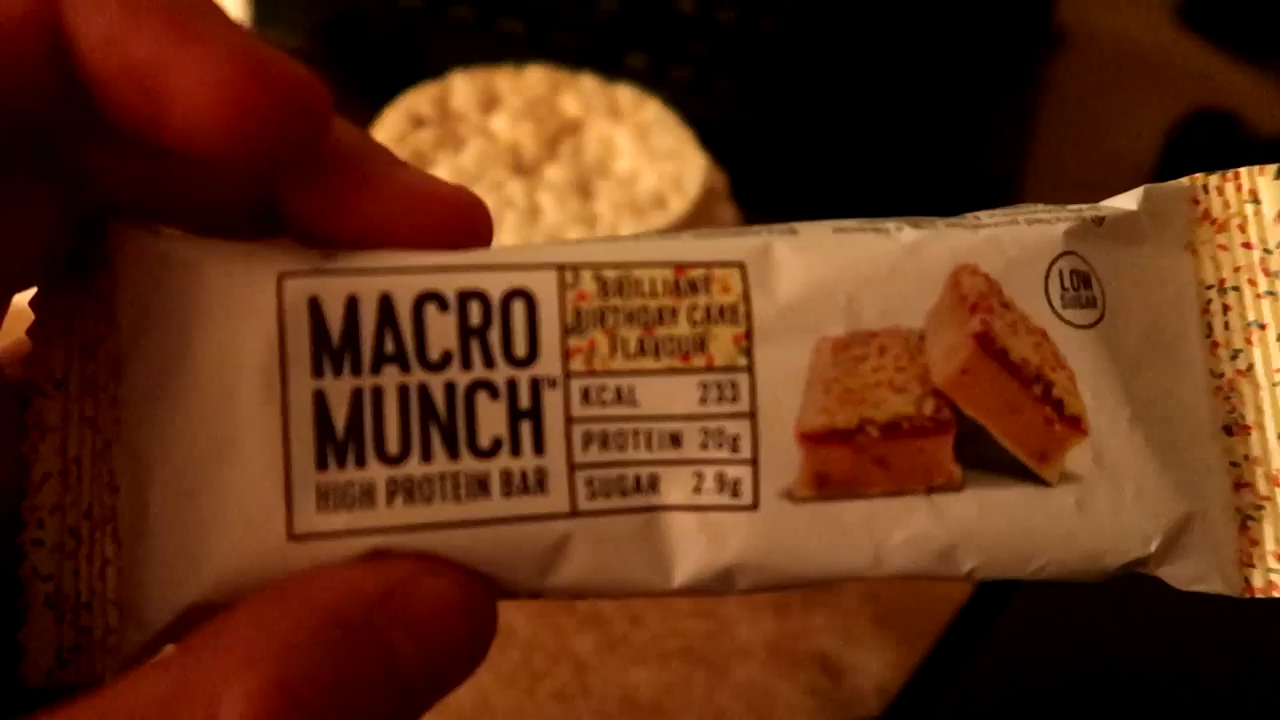 MACRO
MUNCH™
HIGH PROTEIN BAR
BRILLIANT
BIRTHDAY CAKE
FLAVOUR
KCAL 233
PROTEIN 20g
SUGAR 2.9g
LOW
SUGAR